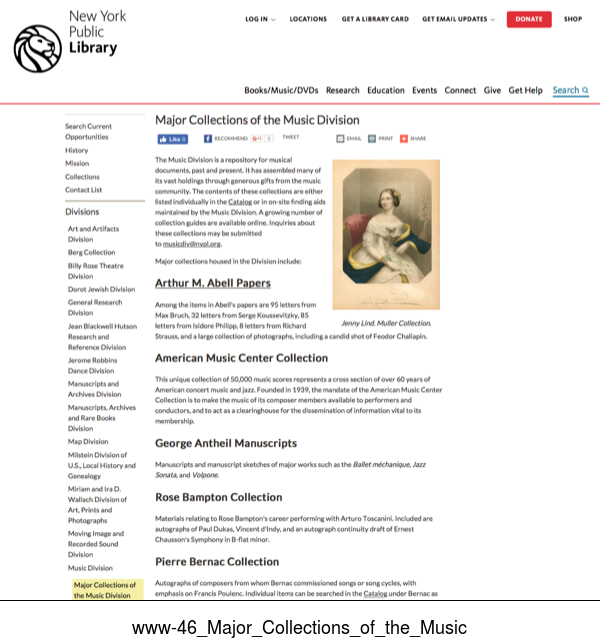 New York
Public
Library
LOG IN
LOCATIONS
GET A LIBRARY CARD
GET EMAIL UPDATES
DONATE
SHOP
Books/Music/DVDs Research Education Events Connect Give Get Help Search
Search Current
Opportunities
History
Mission
Collections
Contact List
Divisions
Art and Artifacts
Division
Berg Collection
Billy Rose Theatre
Division
Dorot Jewish Division
General Research
Division
Jean Blackwell Hutson
Research and
Reference Division
Jerome Robbins
Dance Division
Manuscripts and
Archives Division
Manuscripts, Archives
and Rare Books
Division
Map Division
Milstein Division of
U.S., Local History and
Genealogy
Miriam and Ira D.
Wallach Division of
Art, Prints and
Photographs
Moving Image and
Recorded Sound
Division
Music Division
Major Collections of
the Music Division
Major Collections of the Music Division
Like 0
RECOMMEND
G+1
TWEET
EMAIL
PRINT
SHARE
The Music Division is a repository for musical
documents, past and present. It has assembled many of
its vast holdings through generous gifts from the music
community. The contents of these collections are either
listed individually in the Catalog or in on-site finding aids
maintained by the Music Division. A growing number of
collection guides are available online. Inquiries about
these collections may be submitted
to musicdiv@nypl.org.
Major collections housed in the Division include:
Arthur M. Abell Papers
Among the items in Abell's papers are 95 letters from
Max Bruch, 32 letters from Serge Koussevitzky, 85
letters from Isidore Philipp, 8 letters from Richard
Strauss, and a large collection of photographs, including a candid shot of Feodor Chaliapin.
Jenny Lind. Muller Collection.
American Music Center Collection
This unique collection of 50,000 music scores represents a cross section of over 60 years of
American concert music and jazz. Founded in 1939, the mandate of the American Music Center
Collection is to make the music of its composer members available to performers and
conductors, and to act as a clearinghouse for the dissemination of information vital to its
membership.
George Antheil Manuscripts
Manuscripts and manuscript sketches of major works such as the Ballet méchanique, Jazz
Sonata, and Volpone.
Rose Bampton Collection
Materials relating to Rose Bampton's career performing with Arturo Toscanini. Included are
autographs of Paul Dukas, Vincent d'Indy, and an autograph continuity draft of Ernest
Chausson's Symphony in B-flat minor.
Pierre Bernac Collection
Autographs of composers from whom Bernac commissioned songs or song cycles, with
emphasis on Francis Poulenc. Individual items can be searched in the Catalog under Bernac as
www-46_Major_Collections_of_the_Music